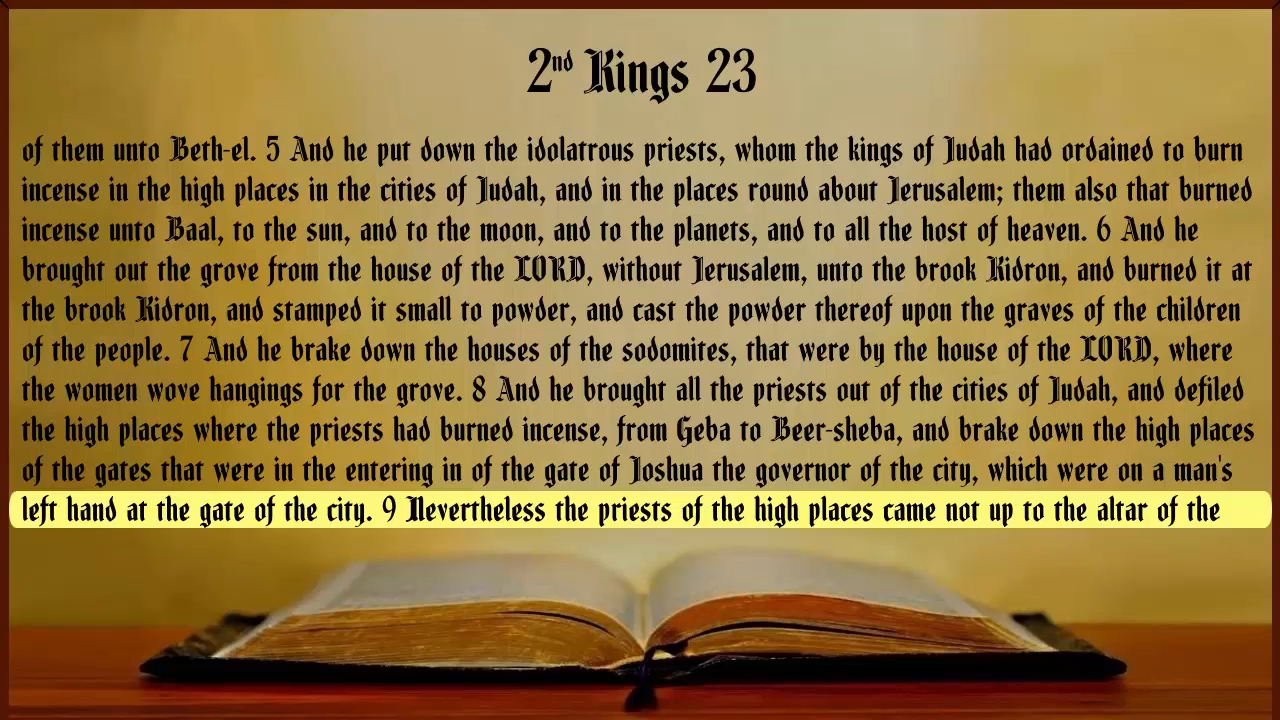 2nd Kings 23
of them unto Beth-el. 5 And he put down the idolatrous priests, whom the kings of Judah had ordained to burn
incense in the high places in the cities of Judah, and in the places round about Jerusalem; them also that burned
incense unto Baal, to the sun, and to the moon, and to the planets, and to all the host of heaven. 6 And he
brought out the grove from the house of the LORD, without Jerusalem, unto the brook Kidron, and burned it at
the brook Kidron, and stamped it small to powder, and cast the powder thereof upon the graves of the children
of the people. 7 And he brake down the houses of the sodomites, that were by the house of the LORD, where
the women wove hangings for the grove. 8 And he brought all the priests out of the cities of Judah, and defiled
the high places where the priests had burned incense, from Geba to Beer-sheba, and brake down the high places
of the gates that were in the entering in of the gate of Joshua the governor of the city, which were on a man's
left hand at the gate of the city. 9 Nevertheless the priests of the high places came not up to the altar of the